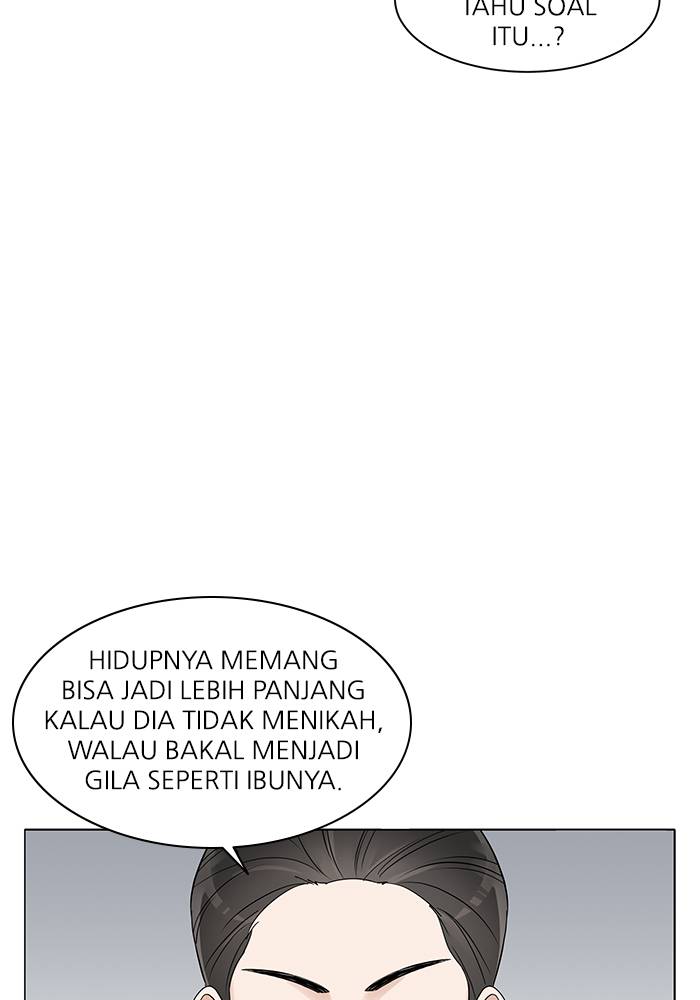 TAHU SOAL
ITU...?
HIDUPNYA MEMANG
BISA JADI LEBIH PANJANG
KALAU DIA TIDAK MENIKAH,
WALAU BAKAL MENJADI
GILA SEPERTI IBUNYA.